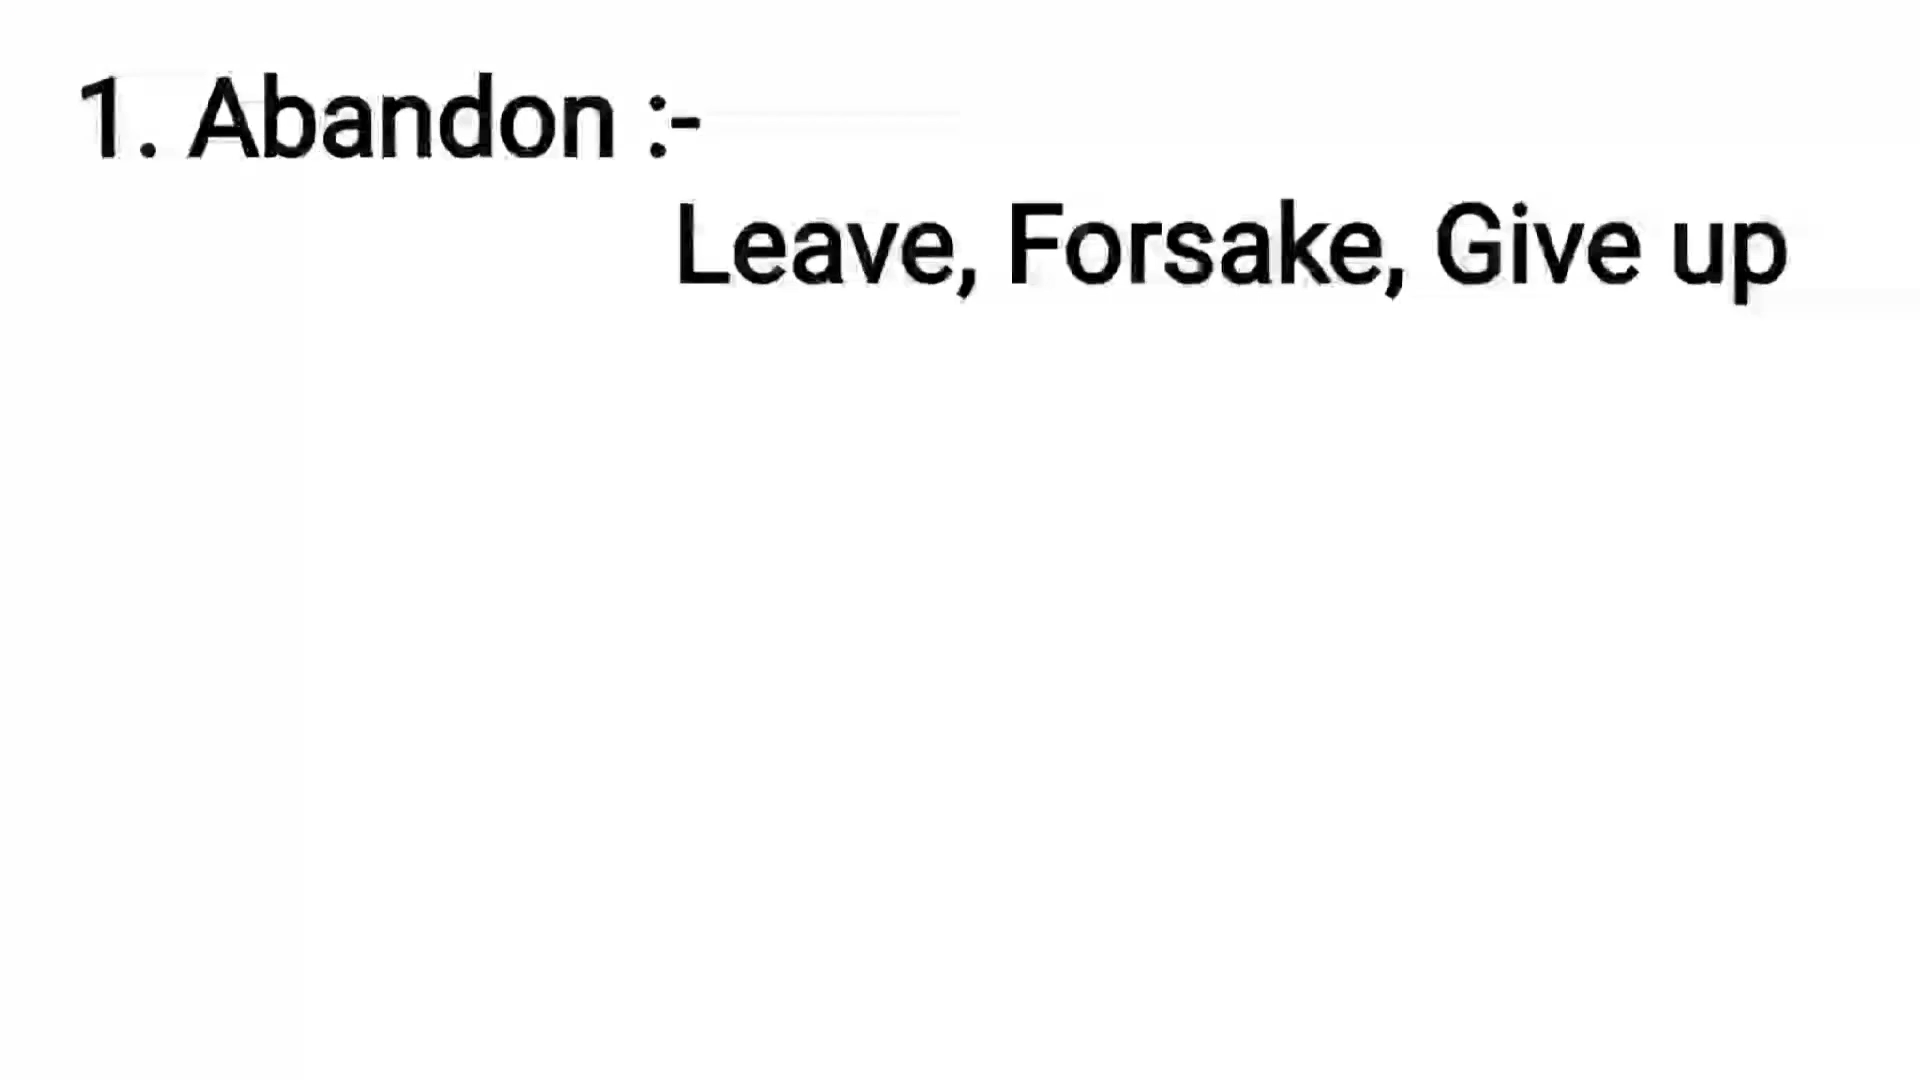 1. Abandon :-
Leave, Forsake, Give up